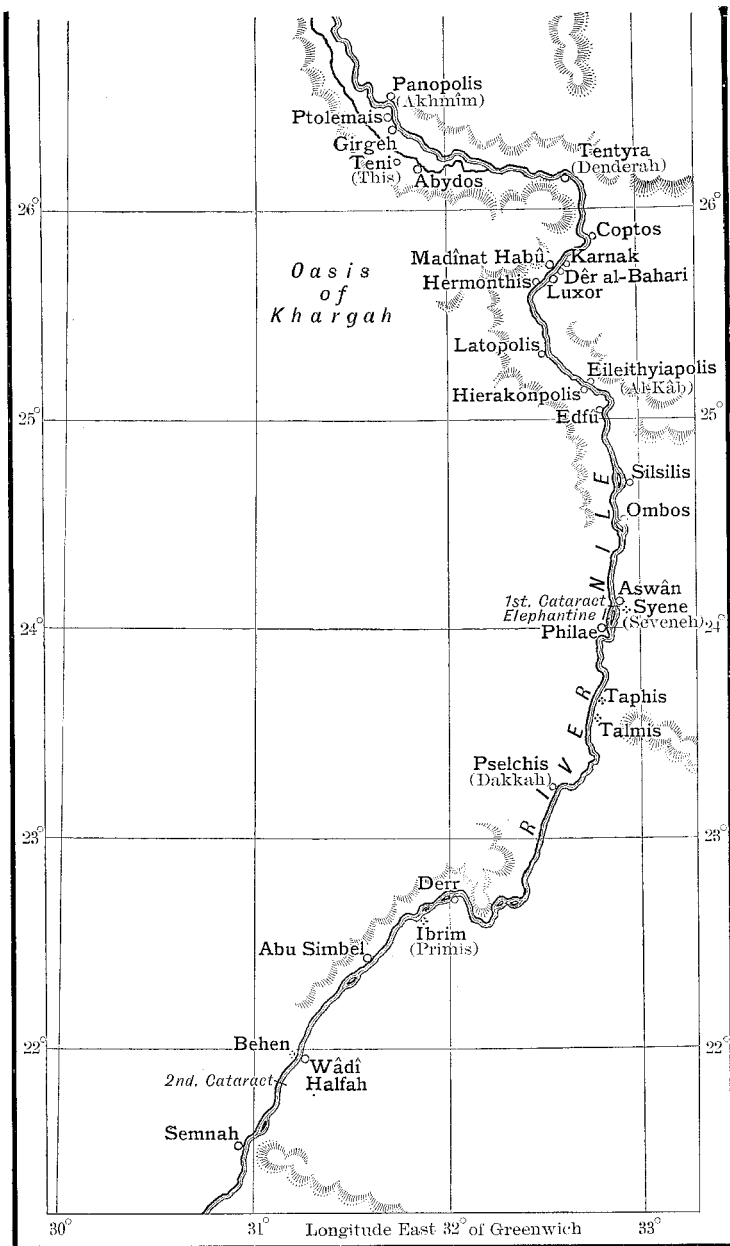 Panopolis
(Akhmîm)
Ptolemais
Girgeh
Teni
(This)
Abydos
Tentyra
(Denderah)
26°
26°
Coptos
Madînat Habû
Karnak
Oasis
of
Khargah
Hermonthis
Dêr al-Bahari
Luxor
Latopolis
Eileithyiapolis
(Al-Kâb)
Hierakonpolis
Edfû
25°
25°
Silsilis
Ombos
RIVER NILE
Aswân
1st. Cataract
Syene
Elephantine I.
(Seveneh)
Philae
24°
24°
Taphis
Talmis
Pselchis
(Dakkah)
23°
23°
Derr
Ibrim
(Primis)
Abu Simbel
Behen
22°
22°
Wâdî
Halfah
2nd. Cataract
Semnah
30°
31°
Longitude East 32° of Greenwich
33°